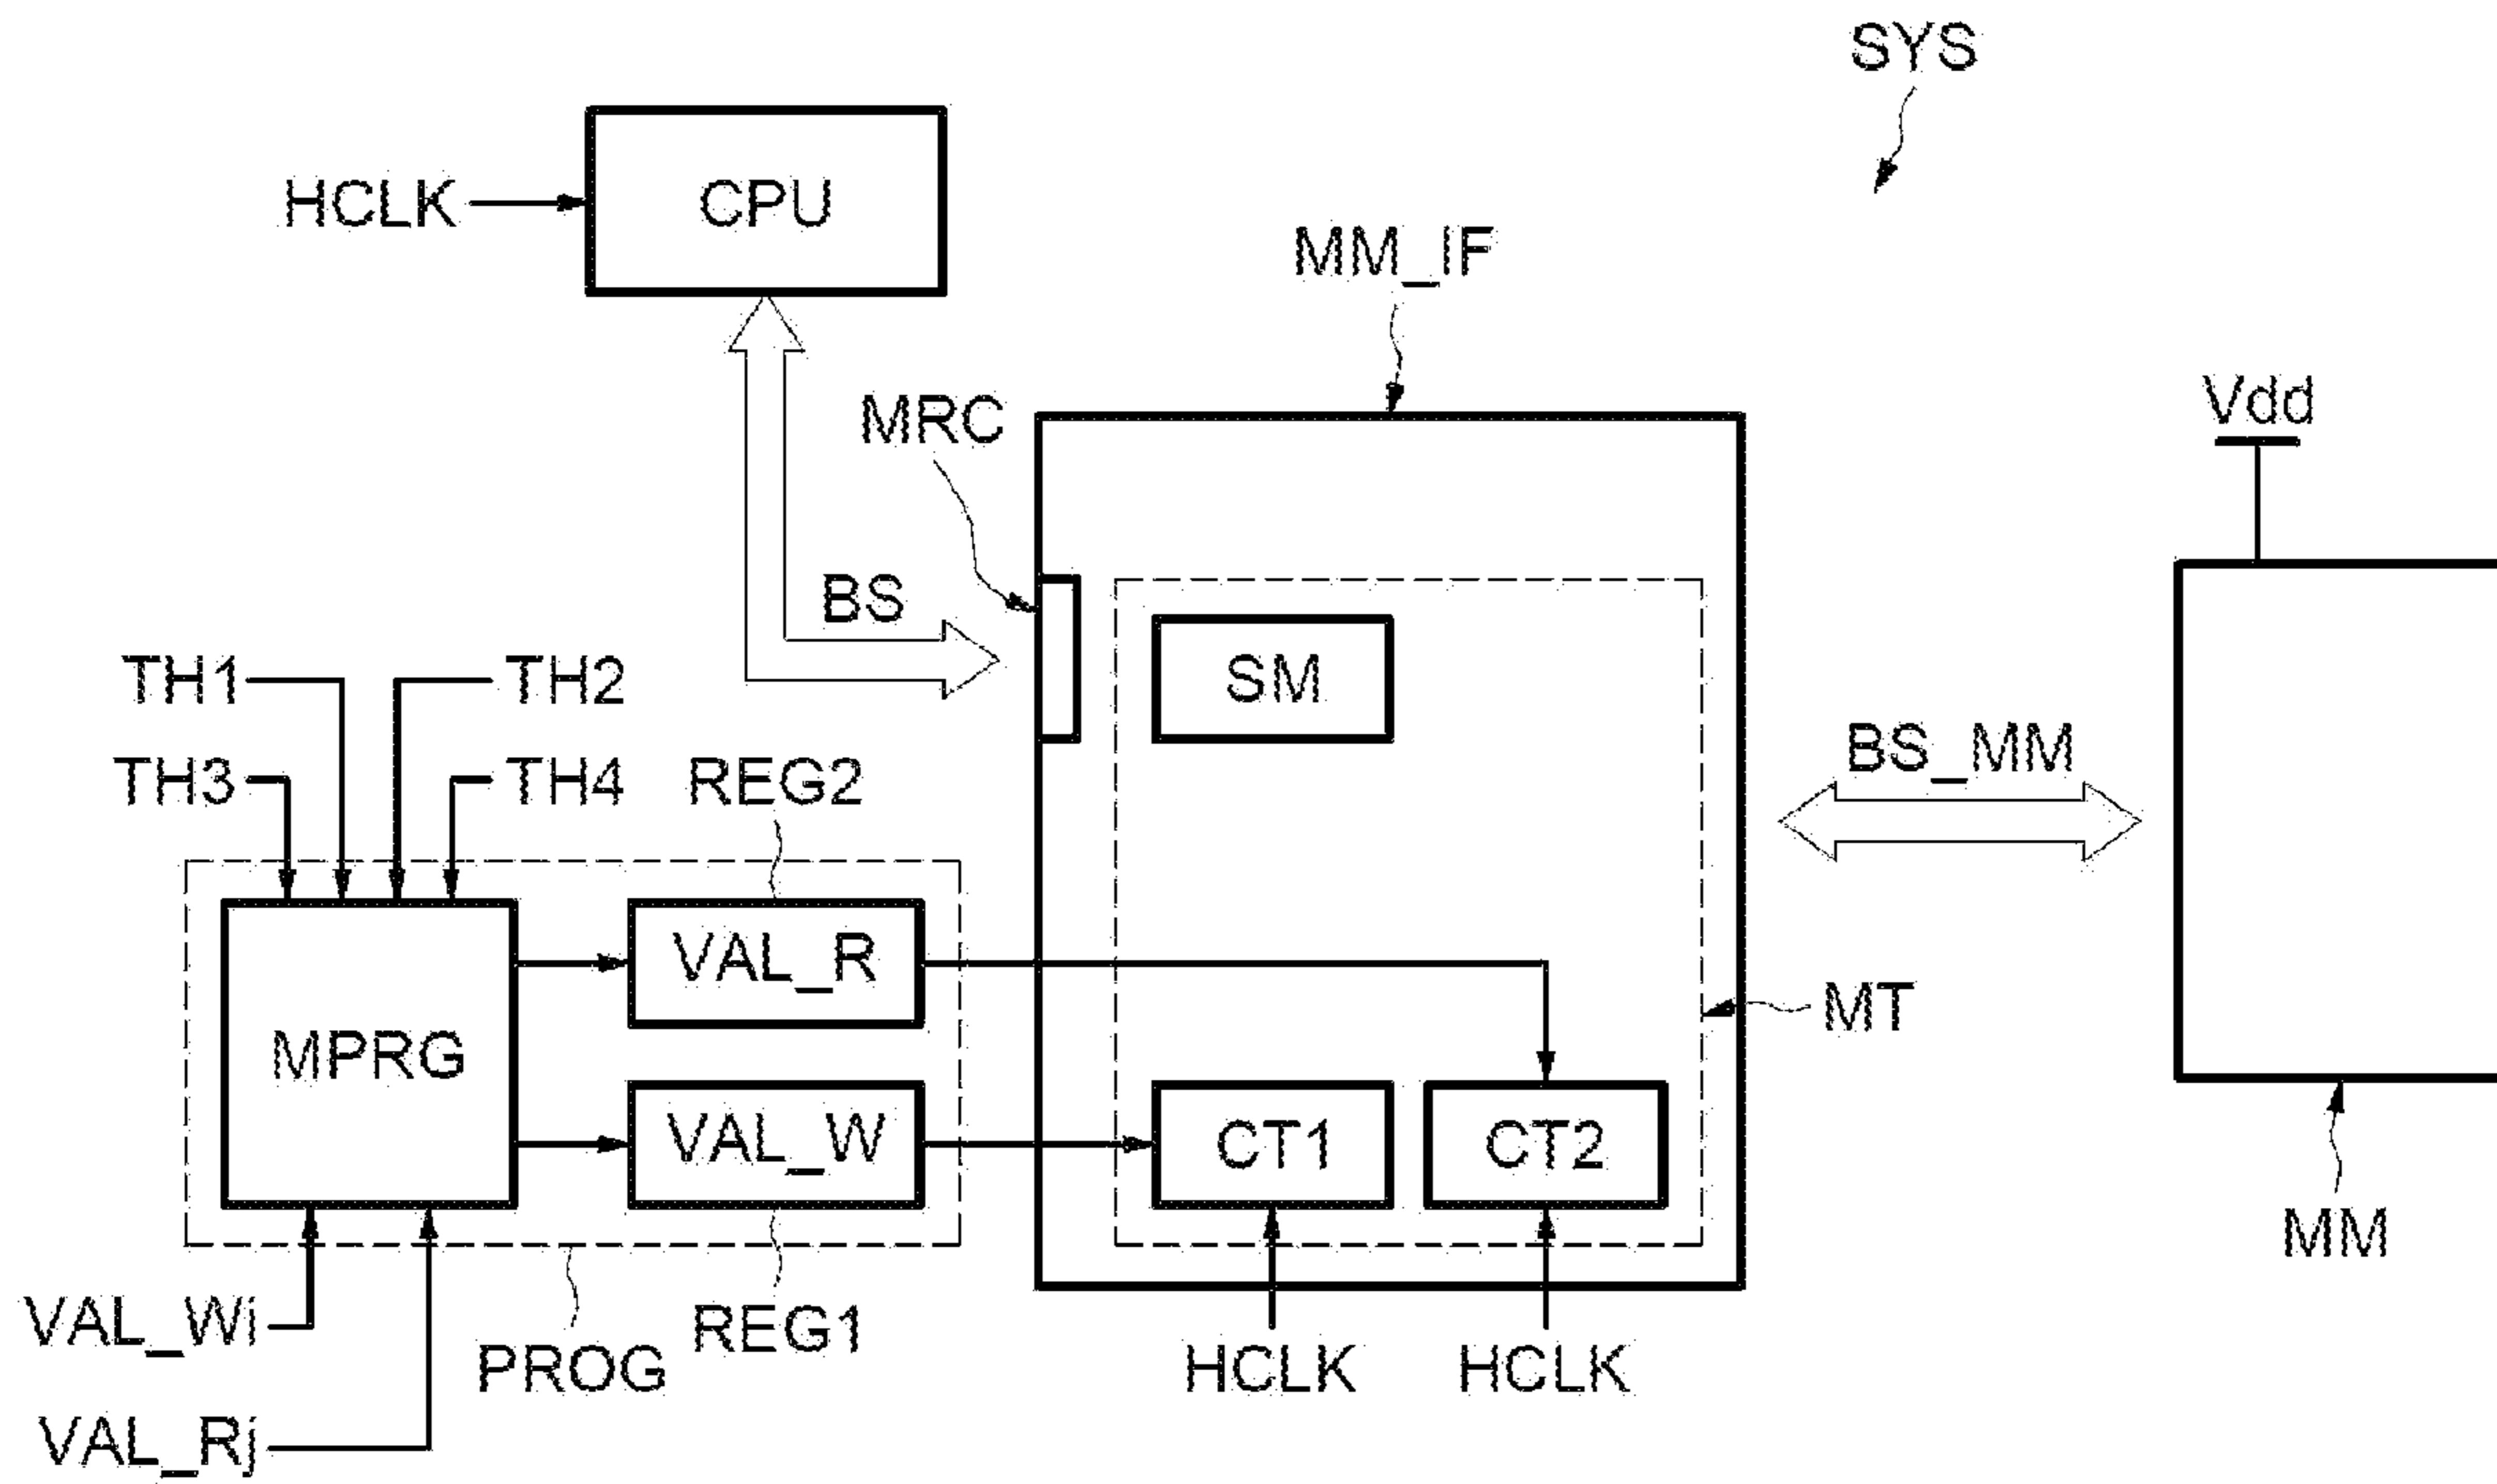 SYS
HCLK
CPU
MM_IF
MRC
Vdd
BS
TH1
TH2
SM
BS_MM
TH3
TH4
REG2
VAL_R
MT
MPRG
VAL_W
CT1
CT2
MM
VAL_Wi
REG1
PROG
HCLK
HCLK
VAL_Rj